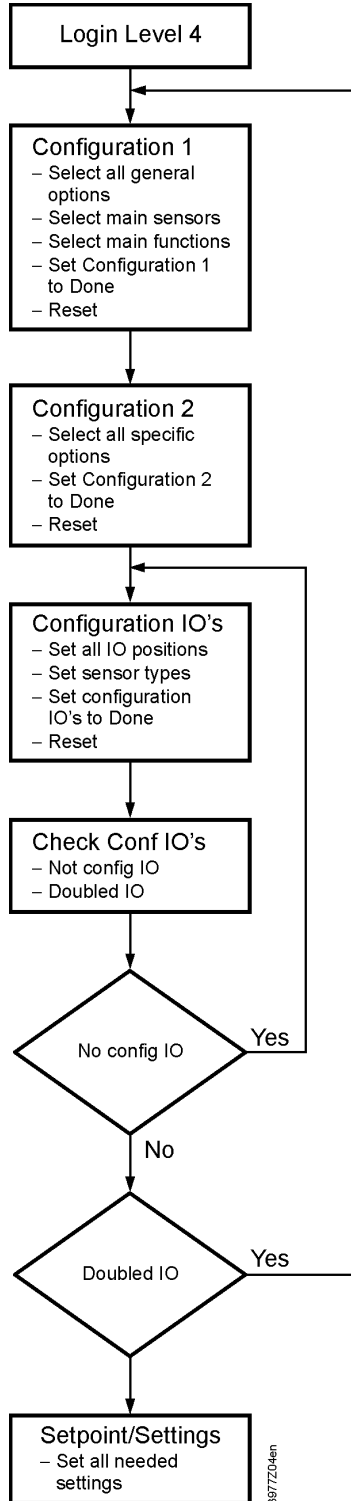 Login Level 4
Configuration 1
– Select all general
options
– Select main sensors
– Select main functions
– Set Configuration 1
to Done
– Reset
Configuration 2
– Select all specific
options
– Set Configuration 2
to Done
– Reset
Configuration IO's
– Set all IO positions
– Set sensor types
– Set configuration
IO's to Done
– Reset
Check Conf IO's
– Not config IO
– Doubled IO
No config IO
Yes
No
Doubled IO
Yes
Setpoint/Settings
– Set all needed
settings